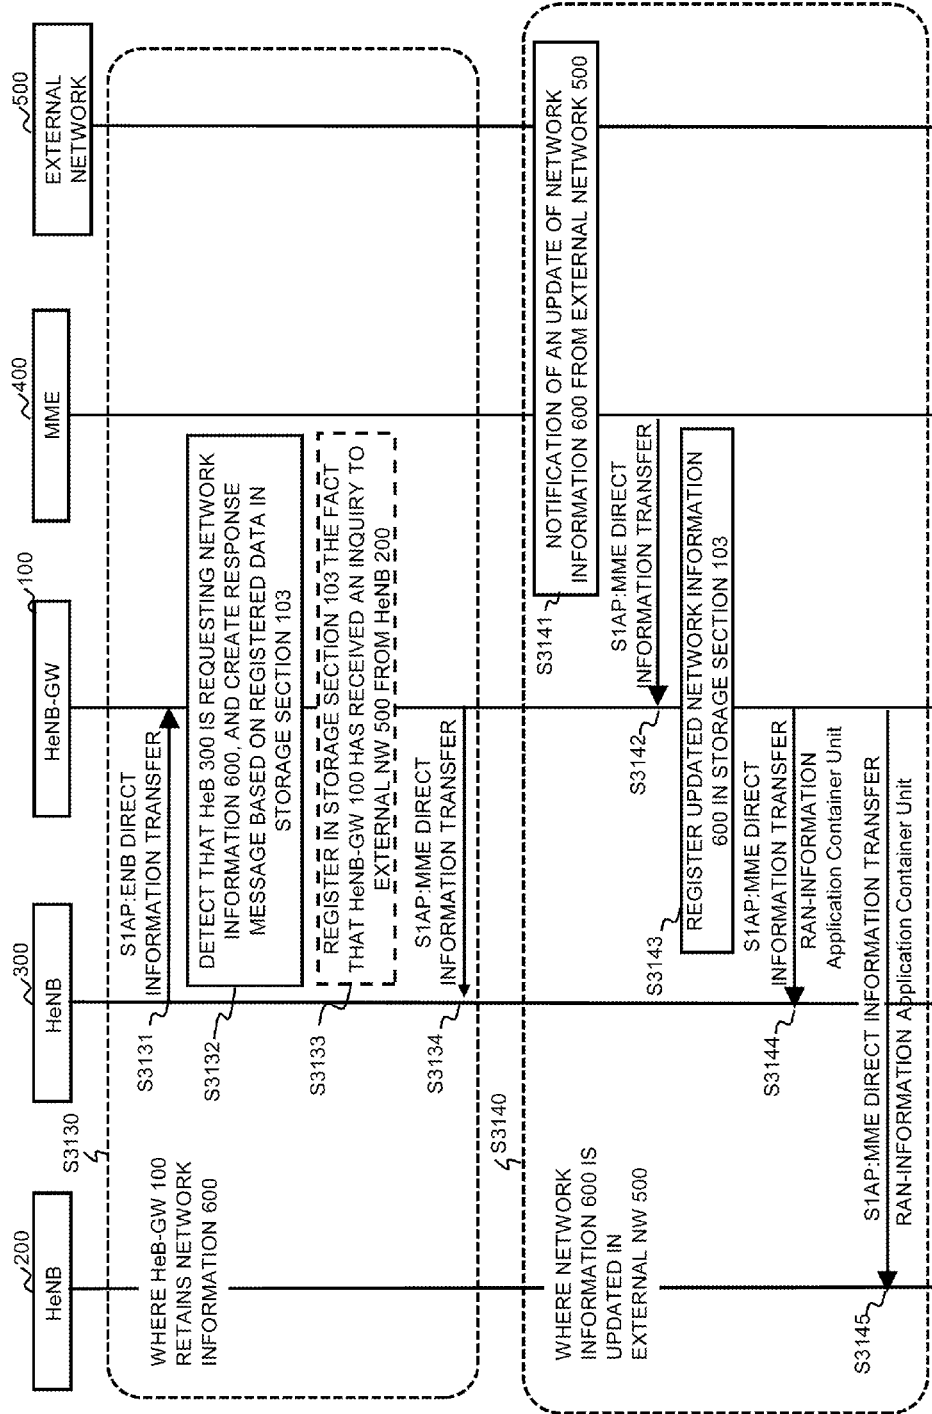 200
HeNB
300
HeNB
100
HeNB-GW
400
MME
500
EXTERNAL
NETWORK
S3130
WHERE HeB-GW 100
RETAINS NETWORK
INFORMATION 600
S3131
S1AP:ENB DIRECT
INFORMATION TRANSFER
S3132
DETECT THAT HeB 300 IS REQUESTING NETWORK
INFORMATION 600, AND CREATE RESPONSE
MESSAGE BASED ON REGISTERED DATA IN
STORAGE SECTION 103
S3133
REGISTER IN STORAGE SECTION 103 THE FACT
THAT HeNB-GW 100 HAS RECEIVED AN INQUIRY TO
EXTERNAL NW 500 FROM HeNB 200
S3134
S1AP:MME DIRECT
INFORMATION TRANSFER
S3140
WHERE NETWORK
INFORMATION 600 IS
UPDATED IN
EXTERNAL NW 500
S3141
NOTIFICATION OF AN UPDATE OF NETWORK
INFORMATION 600 FROM EXTERNAL NETWORK 500
S3142
S1AP:MME DIRECT
INFORMATION TRANSFER
S3143
REGISTER UPDATED NETWORK INFORMATION
600 IN STORAGE SECTION 103
S3144
S1AP:MME DIRECT
INFORMATION TRANSFER
RAN-INFORMATION
Application Container Unit
S3145
S1AP:MME DIRECT INFORMATION TRANSFER
RAN-INFORMATION Application Container Unit